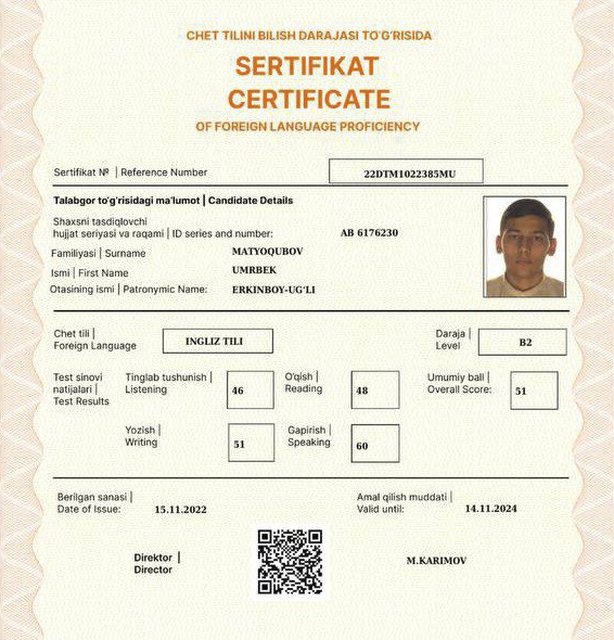 CHET TILINI BILISH DARAJASI TO'G'RISIDA
SERTIFIKAT
CERTIFICATE
OF FOREIGN LANGUAGE PROFICIENCY
Sertifikat № | Reference Number 22DTM1022385MU
Talabgor to'g'risidagi ma'lumot | Candidate Details
Shaxsni tasdiqlovchi
hujjat seriyasi va raqami | ID series and number: AB 6176230
Familiyasi | Surname MATYOQUBOV
Ismi | First Name UMRBEK
Otasining ismi | Patronymic Name: ERKINBOY-UG'LI
Chet tili |
Foreign Language INGLIZ TILI
Daraja |
Level B2
Test sinovi
natijalari |
Test Results
Tinglab tushunish |
Listening 46
O'qish |
Reading 48
Umumiy ball |
Overall Score: 51
Yozish |
Writing 51
Gapirish |
Speaking 60
Berilgan sanasi |
Date of Issue: 15.11.2022
Amal qilish muddati |
Valid until: 14.11.2024
Direktor |
Director
M.KARIMOV